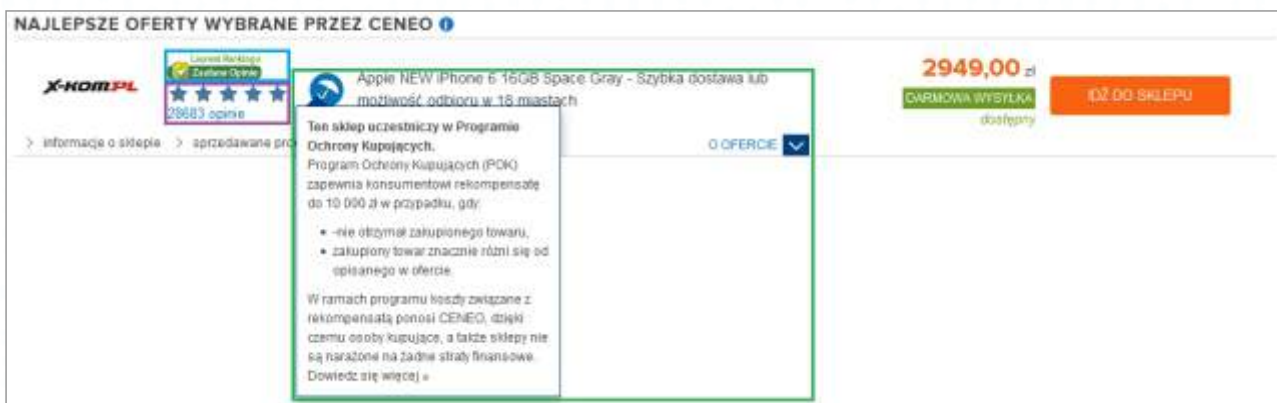 NAJLEPSZE OFERTY WYBRANE PRZEZ CENEO
X-KOM.PL
Laureat Rankingu
Zaufane Opinie
28683 opinie
Apple NEW iPhone 6 16GB Space Gray - Szybka dostawa lub
możliwość odbioru w 18 miastach
2949,00 zł
DARMOWA WYSYŁKA
dostępny
IDŹ DO SKLEPU
> informacje o sklepie > sprzedawane pro
O OFERCIE
Ten sklep uczestniczy w Programie
Ochrony Kupujących.
Program Ochrony Kupujących (POK)
zapewnia konsumentowi rekompensatę
do 10 000 zł w przypadku, gdy:
• -nie otrzymał zakupionego towaru,
• zakupiony towar znacznie różni się od
opisanego w ofercie.
W ramach programu koszty związane z
rekompensatą ponosi CENEO, dzięki
czemu osoby kupujące, a także sklepy nie
są narażone na żadne straty finansowe.
Dowiedz się więcej »